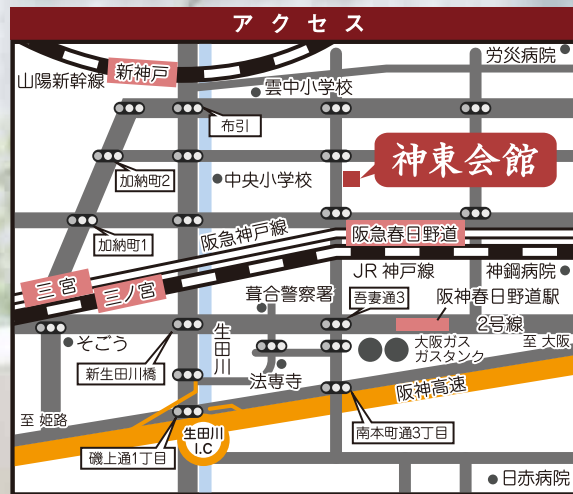 アクセス
労災病院
山陽新幹線
新神戸
雲中小学校
布引
神東会館
加納町2
中央小学校
加納町1
阪急神戸線
阪急春日野道
三宮
三ノ宮
JR神戸線
神鋼病院
葺合警察署
吾妻通3
阪神春日野道駅
2号線
そごう
生田川
大阪ガス
ガスタンク
至 大阪
新生田川橋
法専寺
阪神高速
至 姫路
生田川
I.C
南本町通3丁目
磯上通1丁目
日赤病院